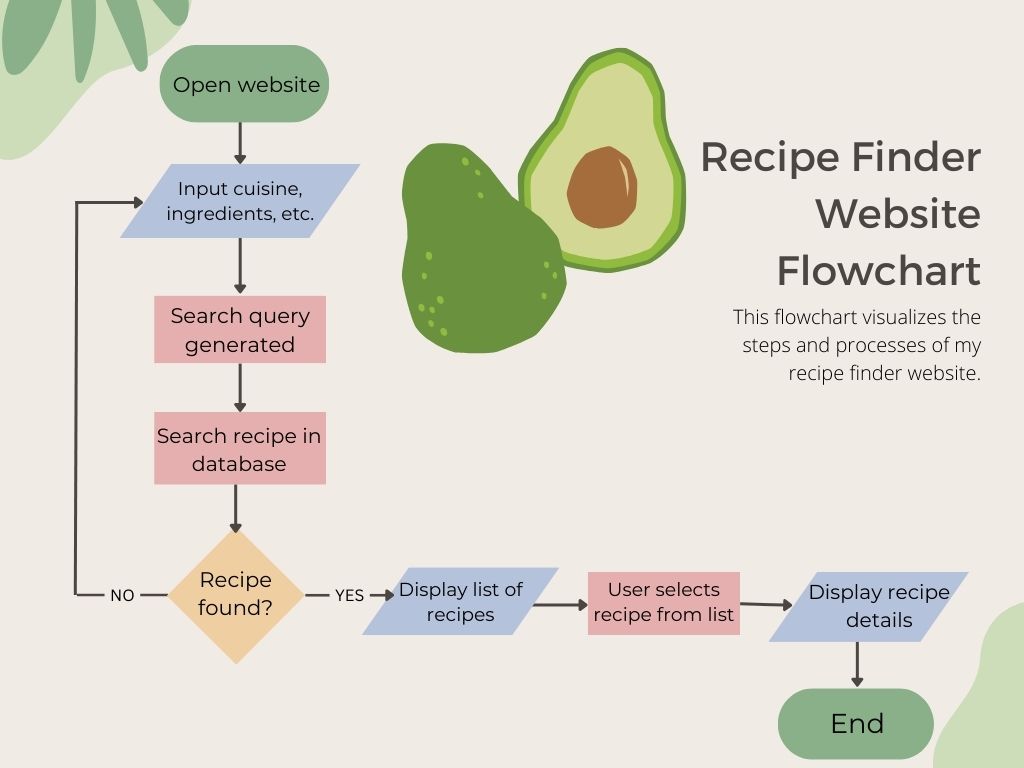 Open website
Input cuisine,
ingredients, etc.
Search query
generated
Search recipe in
database
Recipe
found?
NO
YES
Display list of
recipes
User selects
recipe from list
Display recipe
details
End
Recipe Finder
Website
Flowchart
This flowchart visualizes the
steps and processes of my
recipe finder website.